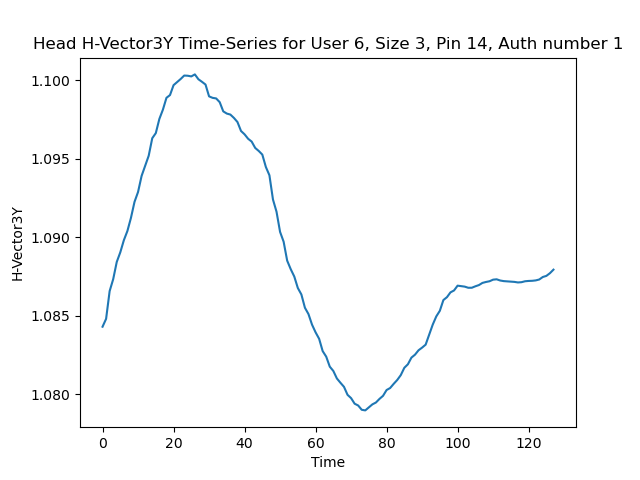 Head H-Vector3Y Time-Series for User 6, Size 3, Pin 14, Auth number 1
1.100
1.095
1.090
1.085
1.080
H-Vector3Y
0 20 40 60 80 100 120
Time